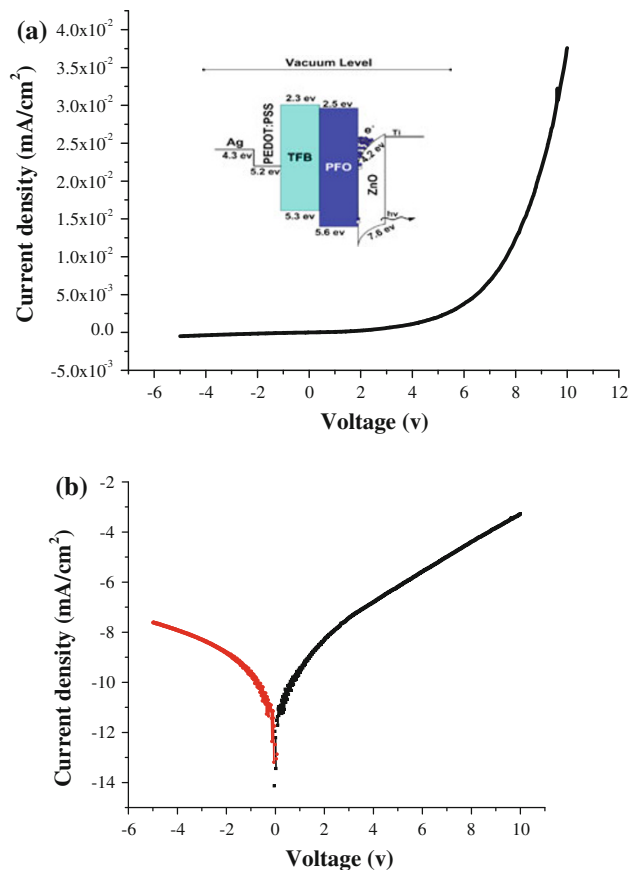 (a)
Current density (mA/cm²)
4.0x10⁻²
3.5x10⁻²
3.0x10⁻²
2.5x10⁻²
2.0x10⁻²
1.5x10⁻²
1.0x10⁻²
5.0x10⁻³
0.0
-5.0x10⁻³
Vacuum Level
Ag
4.3 ev
PEDOT:PSS
5.2 ev
2.3 ev
TFB
5.3 ev
2.5 ev
PFO
5.6 ev
e⁻
4.2 ev
Ti
ZnO
hv
7.6 ev
-6 -4 -2 0 2 4 6 8 10 12
Voltage (v)
(b)
Current density (mA/cm²)
-2
-4
-6
-8
-10
-12
-14
-6 -4 -2 0 2 4 6 8 10
Voltage (v)